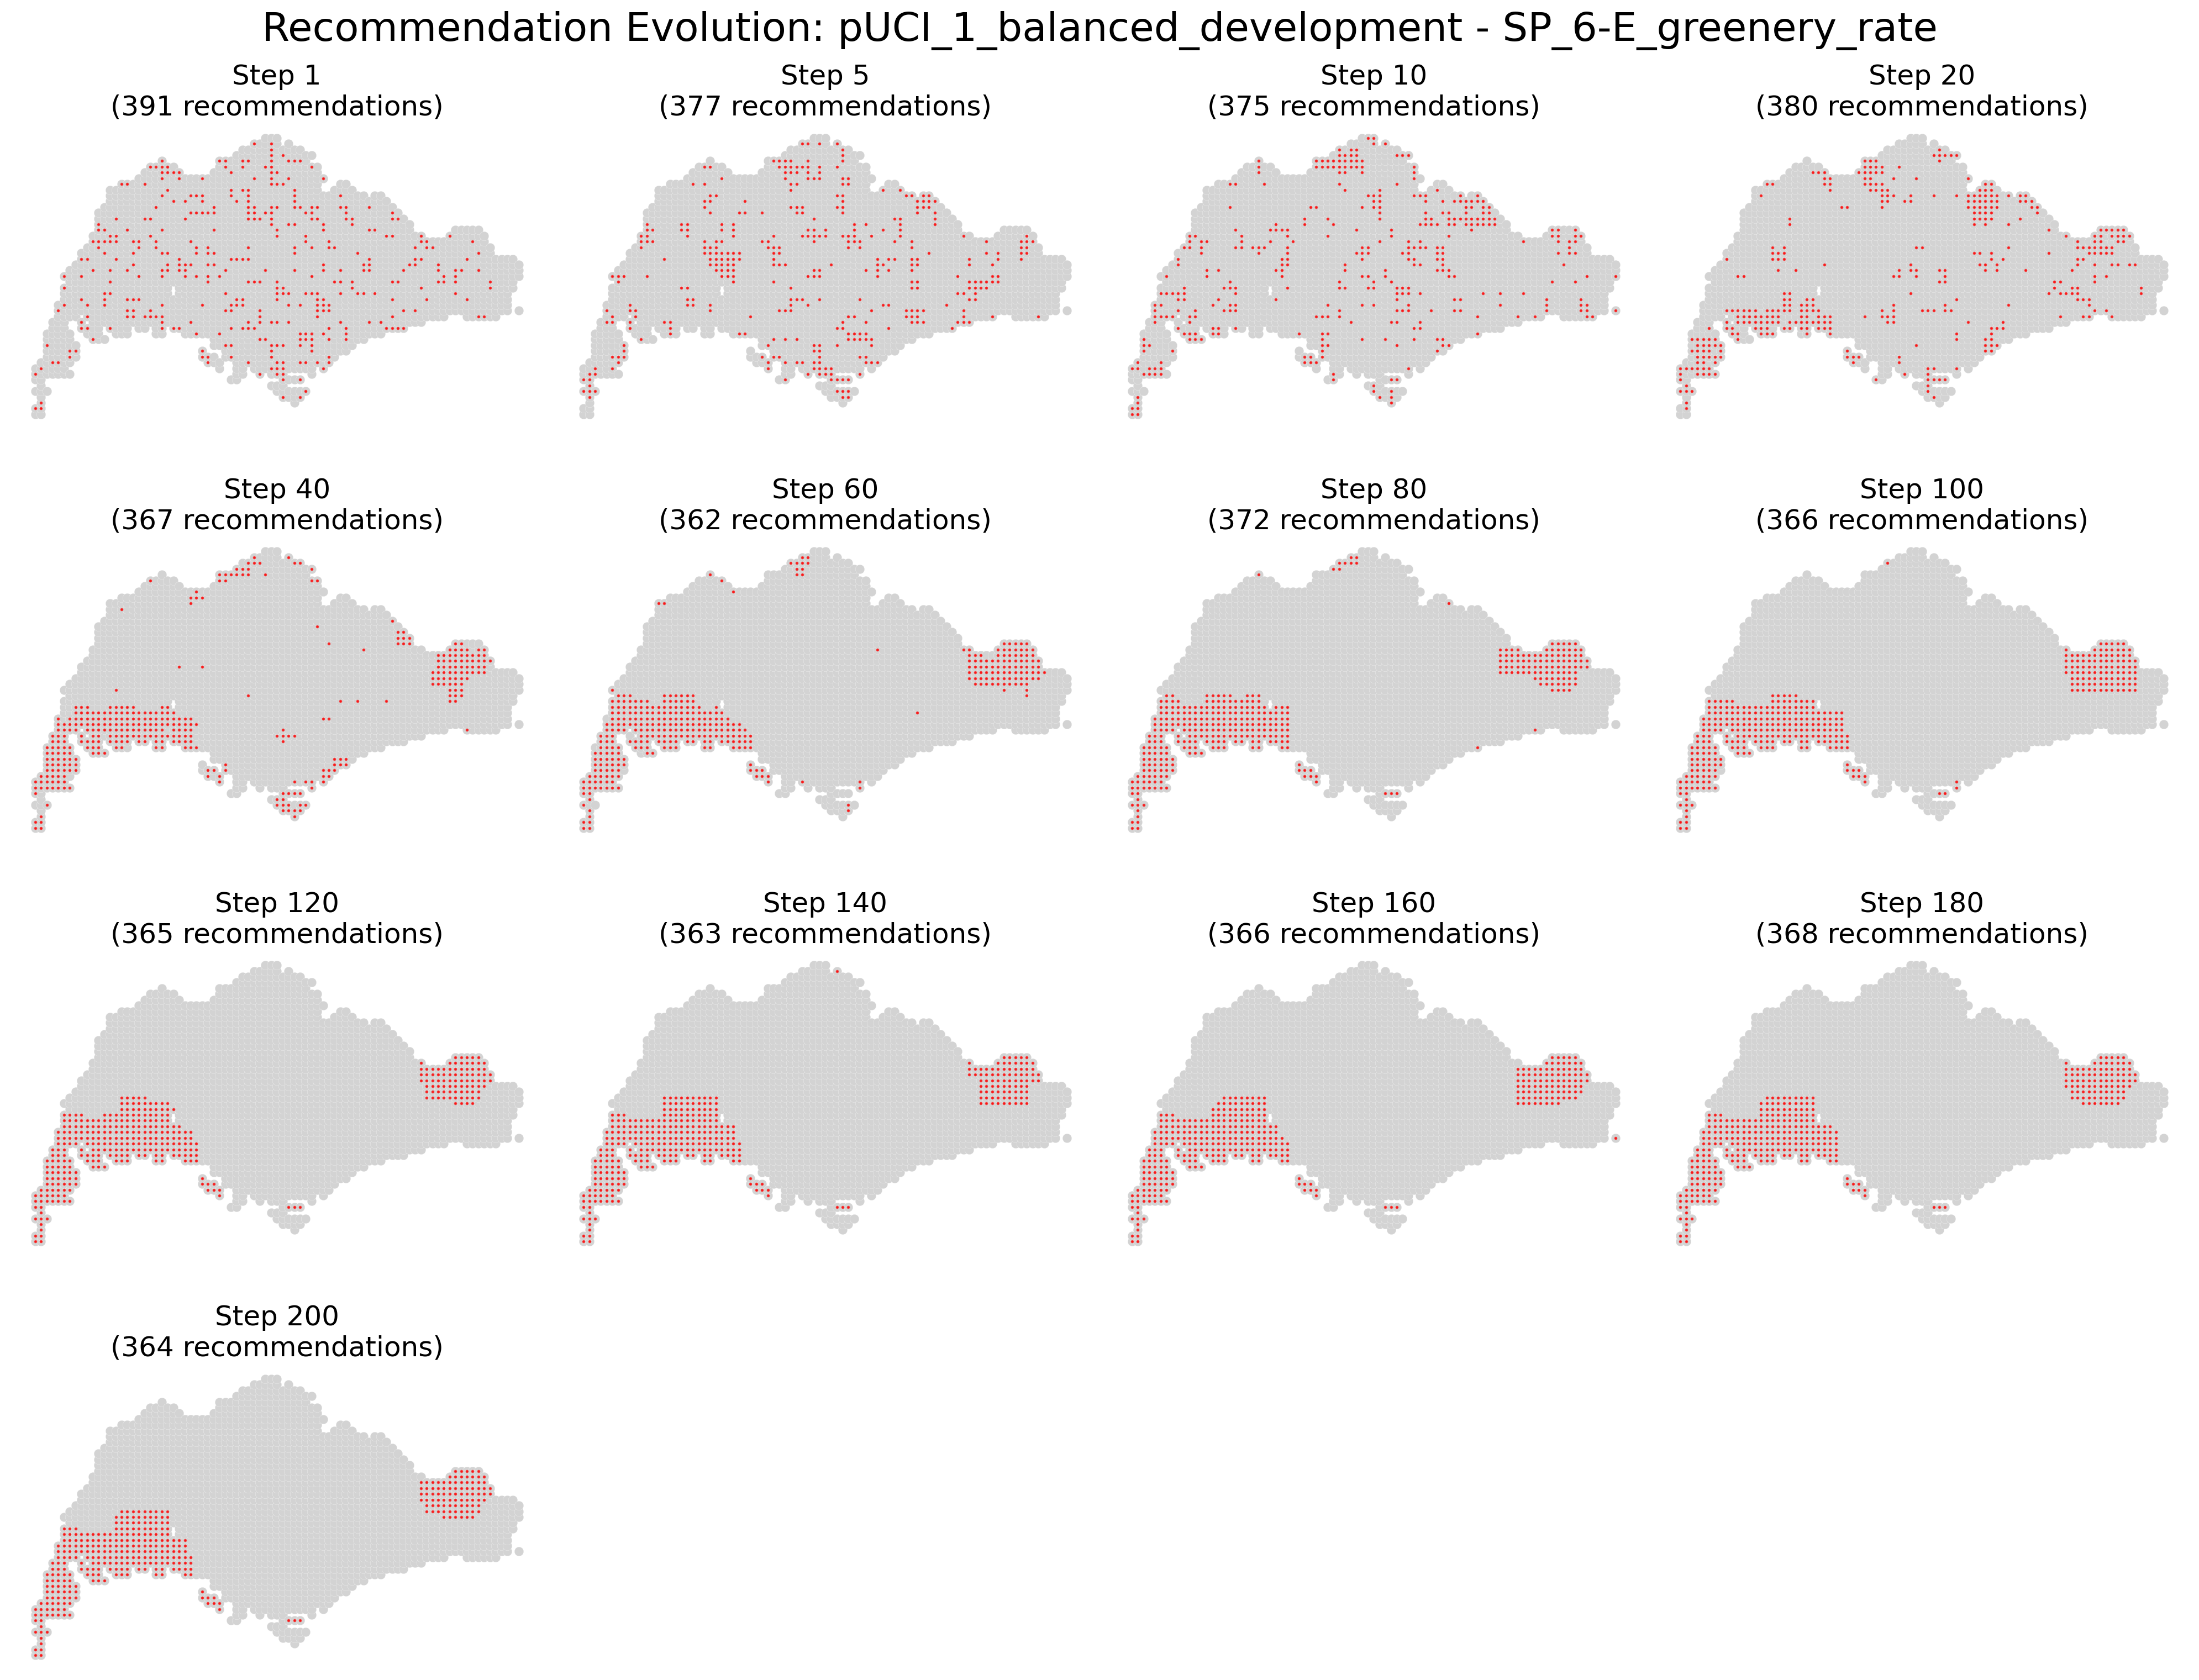 Recommendation Evolution: pUCI_1_balanced_development - SP_6-E_greenery_rate
Step 1
(391 recommendations)
Step 5
(377 recommendations)
Step 10
(375 recommendations)
Step 20
(380 recommendations)
Step 40
(367 recommendations)
Step 60
(362 recommendations)
Step 80
(372 recommendations)
Step 100
(366 recommendations)
Step 120
(365 recommendations)
Step 140
(363 recommendations)
Step 160
(366 recommendations)
Step 180
(368 recommendations)
Step 200
(364 recommendations)